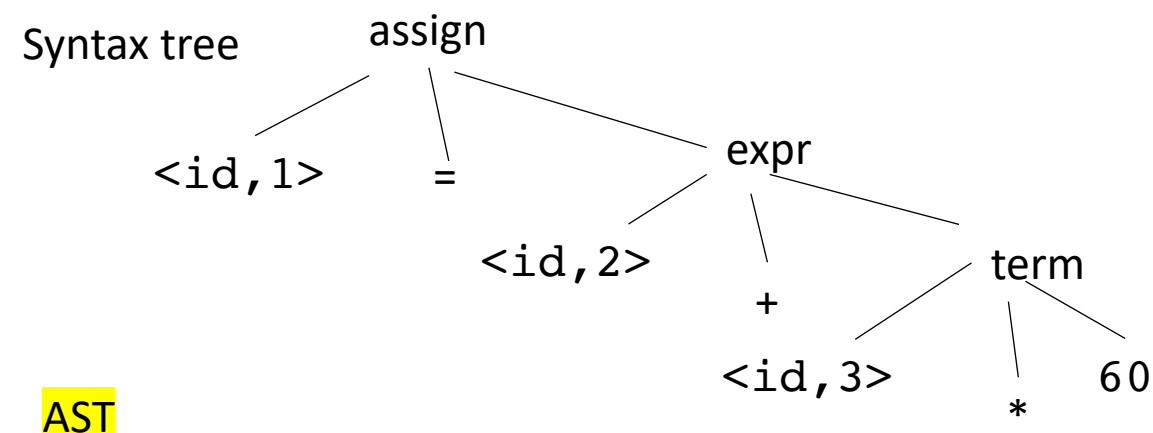 Syntax tree
assign
<id,1>
=
expr
<id,2>
+
term
<id,3>
*
60
AST